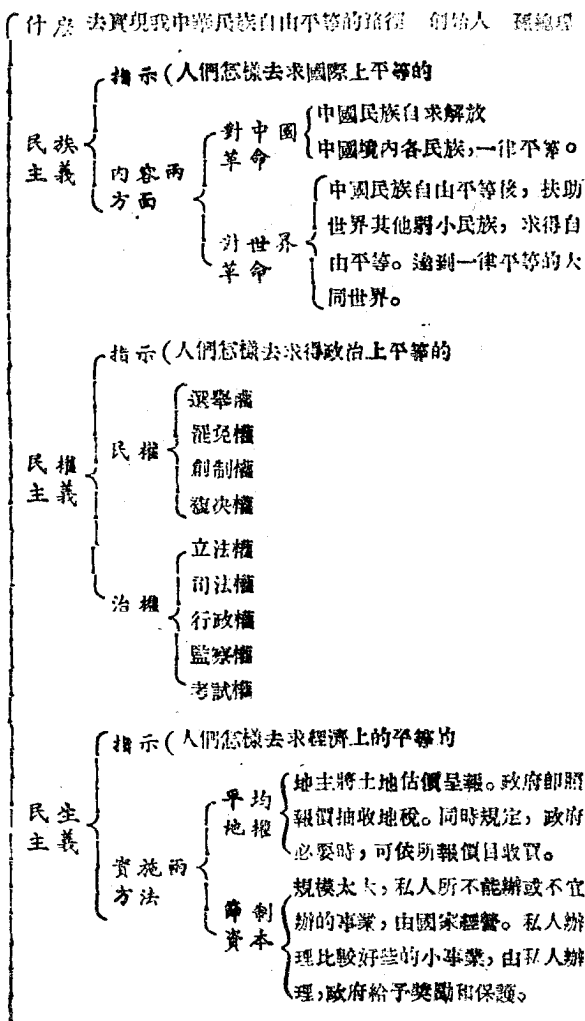 什麼 去實現我中華民族自由平等的途徑 創始人 孫總理
指示(人們怎樣去求國際上平等的
民族
主義
內容兩
方面
對中國
革命
中國民族自求解放
中國境內各民族,一律平等。
對世界
革命
中國民族自由平等後,扶助
世界其他弱小民族,求得自
由平等。達到一律平等的大
同世界。
指示(人們怎樣去求得政治上平等的
民權
主義
民權
選舉權
罷免權
創制權
複決權
治權
立法權
司法權
行政權
監察權
考試權
指示(人們怎樣去求經濟上的平等的
民生
主義
實施兩
方法
平均
地權
地主將土地估價呈報。政府即照
報價抽收地稅。同時規定,政府
必要時,可依所報價目收買。
節制
資本
規模太大,私人所不能辦或不宜
辦的事業,由國家經營。私人辦
理比較好些的小事業,由私人辦
理,政府給予獎勵和保護。